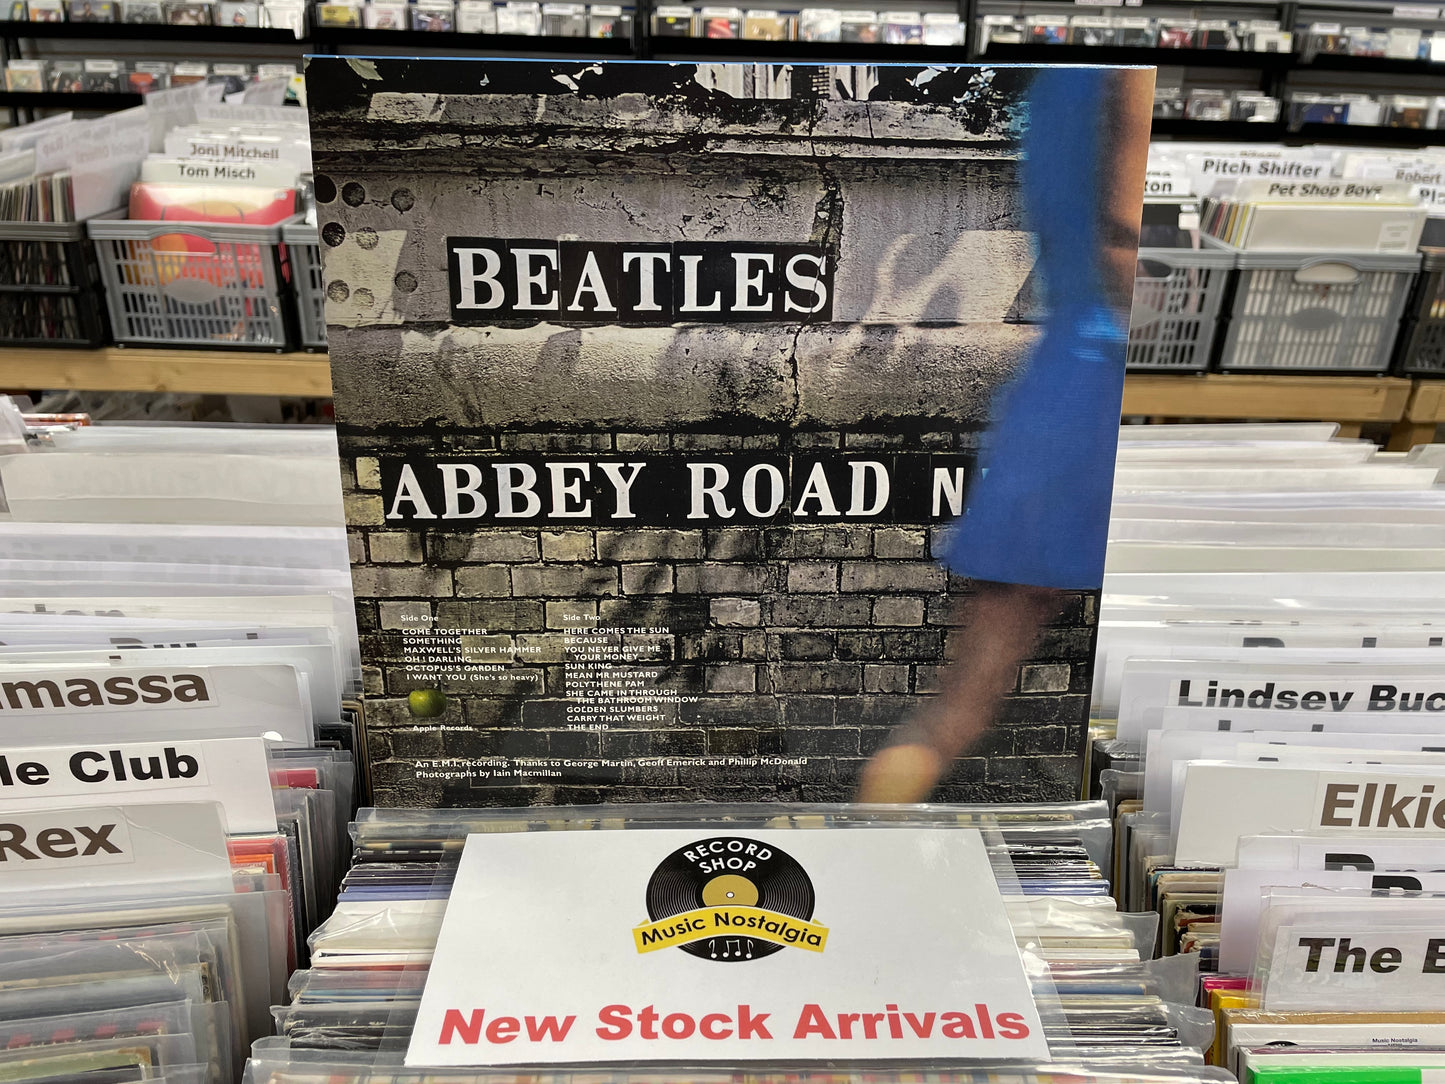 Joni Mitchell
Tom Misch
Pitch Shifter
Pet Shop Boys
Robert
ton
BEATLES
ABBEY ROAD N
Side One
COME TOGETHER
SOMETHING
MAXWELL'S SILVER HAMMER
OH! DARLING
OCTOPUS'S GARDEN
I WANT YOU (She's so heavy)
Apple Records
Side Two
HERE COMES THE SUN
BECAUSE
YOU NEVER GIVE ME
YOUR MONEY
SUN KING
MEAN MR MUSTARD
POLYTHENE PAM
SHE CAME IN THROUGH
THE BATHROOM WINDOW
GOLDEN SLUMBERS
CARRY THAT WEIGHT
THE END
An E.M.I. recording. Thanks to George Martin, Geoff Emerick and Phillip McDonald
Photographs by Iain Macmillan
massa
le Club
Rex
Lindsey Buc
Elki
The B
Music Nostalgia
RECORD
SHOP
Music Nostalgia
New Stock Arrivals